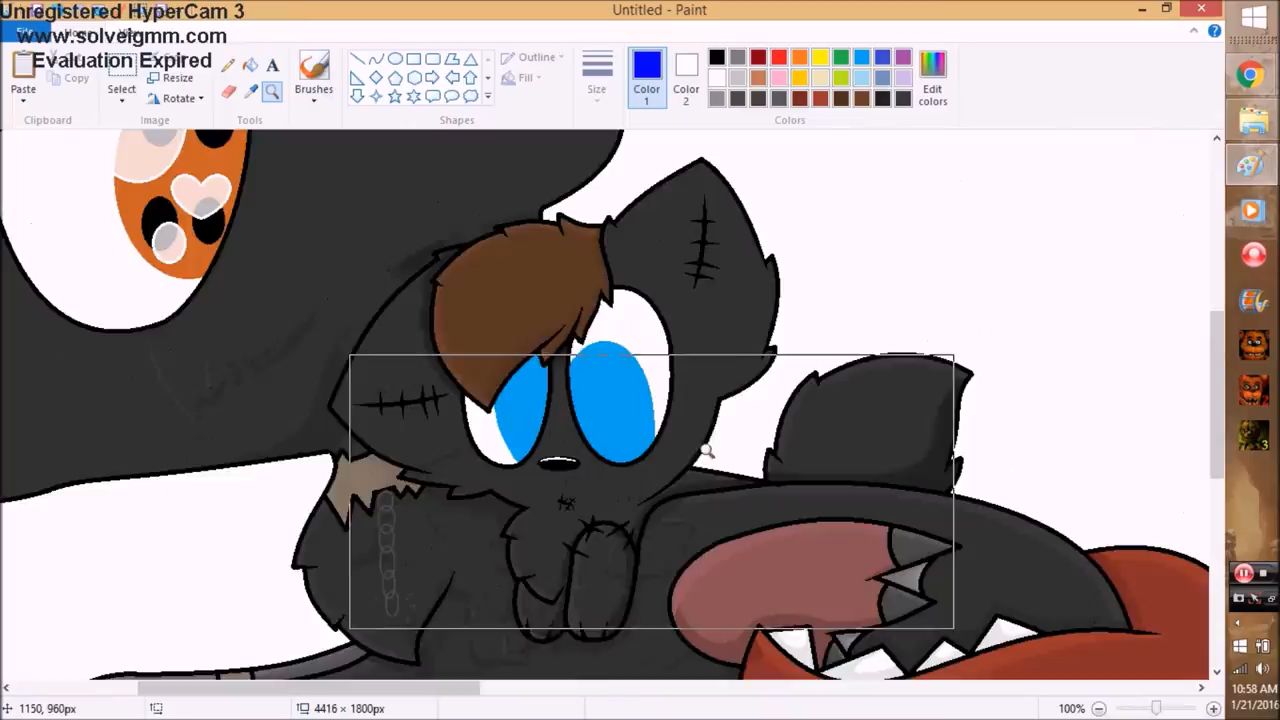 Unregistered HyperCam 3
www.solveigmm.com
Evaluation Expired
Untitled - Paint
Paste
Copy
Clipboard
Select
Resize
Rotate
Image
Tools
Brushes
Shapes
Outline
Fill
Size
Color
1
Color
2
Edit
colors
Colors
3
1150, 960px
4416 × 1800px
100%
10:58 AM
1/21/2016